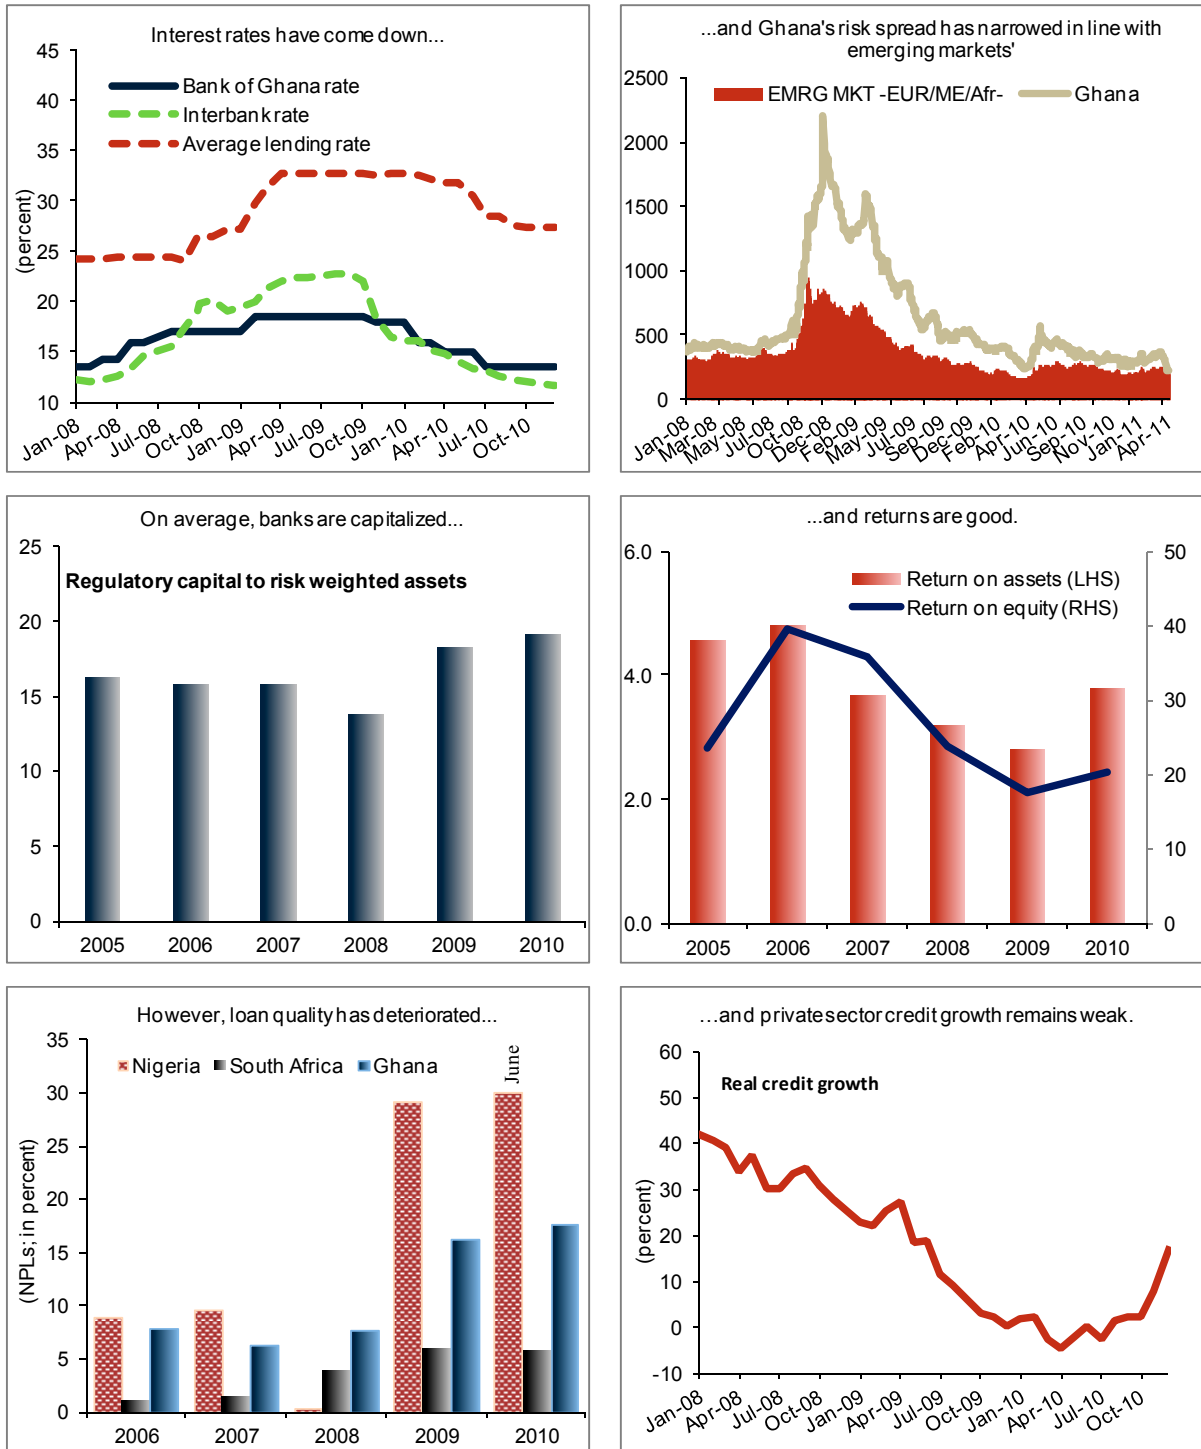 Interest rates have come down...
45
40
35
30
25
20
15
10
(percent)
Bank of Ghana rate
Interbank rate
Average lending rate
Jan-08
Apr-08
Jul-08
Oct-08
Jan-09
Apr-09
Jul-09
Oct-09
Jan-10
Apr-10
Jul-10
Oct-10
...and Ghana's risk spread has narrowed in line with
emerging markets'
2500
2000
1500
1000
500
0
EMRG MKT -EUR/ME/Afr-
Ghana
Jan-08
Mar-08
May-08
Jul-08
Oct-08
Dec-08
Feb-09
May-09
Jul-09
Sep-09
Dec-09
Feb-10
Apr-10
Jun-10
Sep-10
Nov-10
Jan-11
Apr-11
On average, banks are capitalized...
Regulatory capital to risk weighted assets
25
20
15
10
5
0
2005
2006
2007
2008
2009
2010
...and returns are good.
6.0
4.0
2.0
0.0
Return on assets (LHS)
Return on equity (RHS)
50
40
30
20
10
0
2005
2006
2007
2008
2009
2010
However, loan quality has deteriorated...
35
30
25
20
15
10
5
0
(NPLs; in percent)
Nigeria
South Africa
Ghana
June
2006
2007
2008
2009
2010
...and private sector credit growth remains weak.
60
50
40
30
20
10
0
-10
(percent)
Real credit growth
Jan-08
Apr-08
Jul-08
Oct-08
Jan-09
Apr-09
Jul-09
Oct-09
Jan-10
Apr-10
Jul-10
Oct-10